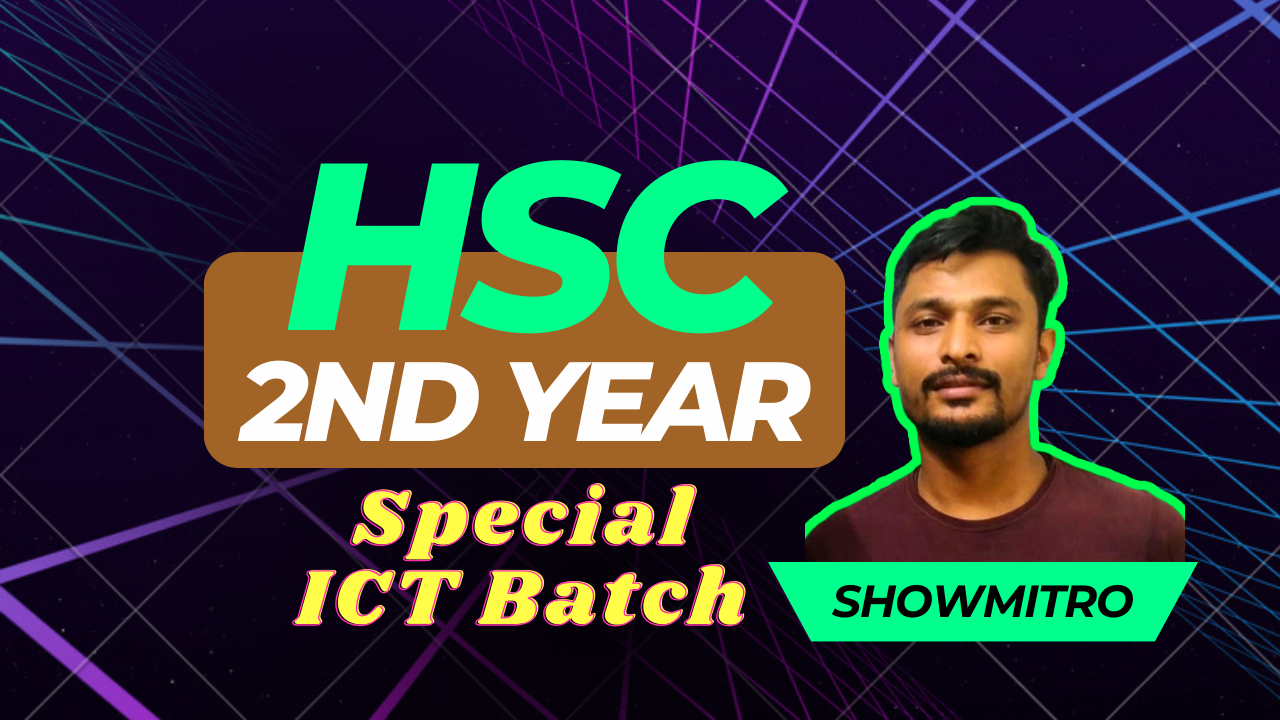 HSC
2ND YEAR
Special
ICT Batch
SHOWMITRO